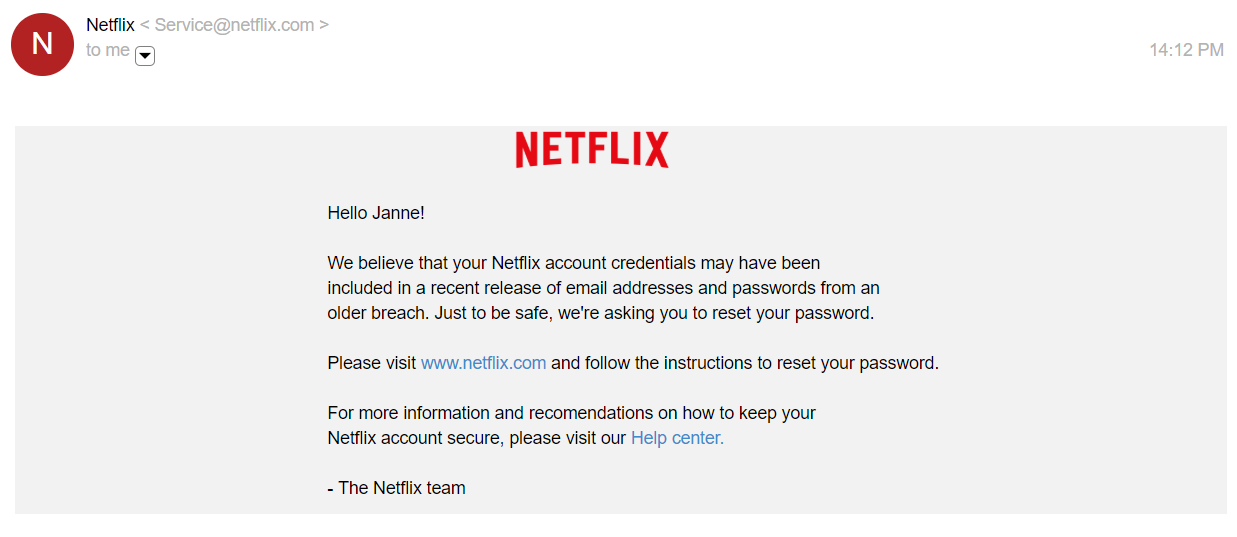 N
Netflix < Service@netflix.com >
to me
14:12 PM
NETFLIX
Hello Janne!
We believe that your Netflix account credentials may have been
included in a recent release of email addresses and passwords from an
older breach. Just to be safe, we're asking you to reset your password.
Please visit www.netflix.com and follow the instructions to reset your password.
For more information and recomendations on how to keep your
Netflix account secure, please visit our Help center.
- The Netflix team